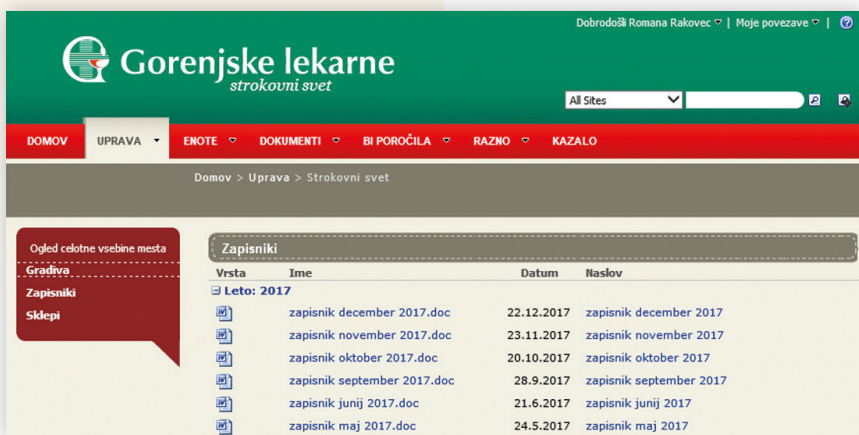 Dobrodošli Romana Rakovec | Moje povezave |
Gorenjske lekarne
strokovni svet
All Sites
DOMOV UPRAVA ENOTE DOKUMENTI BI POROČILA RAZNO KAZALO
Domov > Uprava > Strokovni svet
Ogled celotne vsebine mesta
Gradiva
Zapisniki
Sklepi
Zapisniki
Vrsta Ime Datum Naslov
Leto: 2017
zapisnik december 2017.doc 22.12.2017 zapisnik december 2017
zapisnik november 2017.doc 23.11.2017 zapisnik november 2017
zapisnik oktober 2017.doc 20.10.2017 zapisnik oktober 2017
zapisnik september 2017.doc 28.9.2017 zapisnik september 2017
zapisnik junij 2017.doc 21.6.2017 zapisnik junij 2017
zapisnik maj 2017.doc 24.5.2017 zapisnik maj 2017